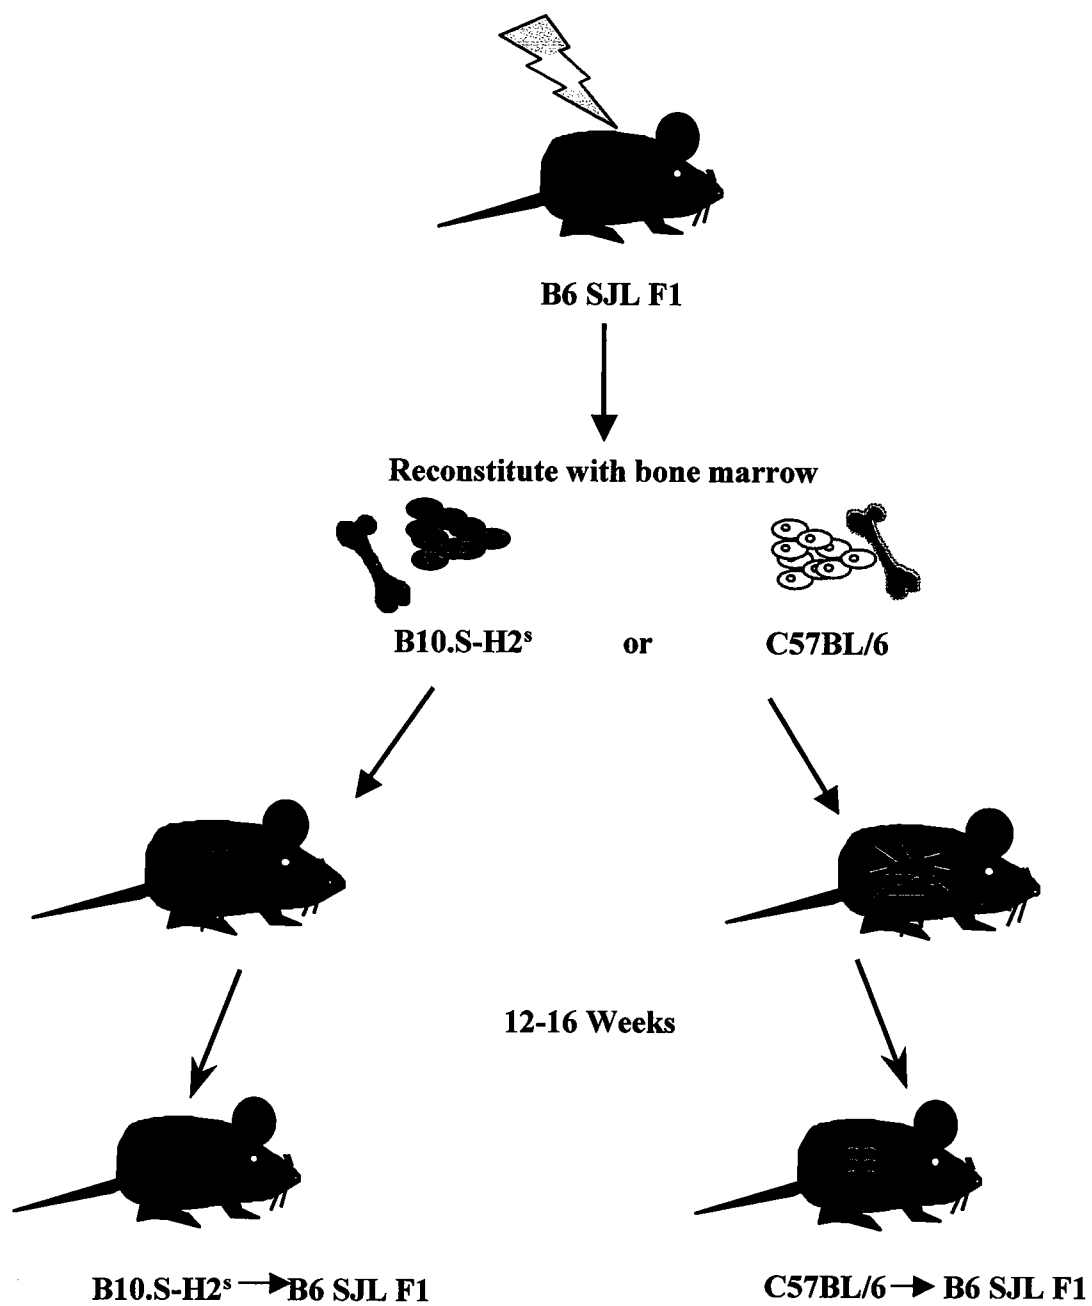 B6 SJL F1
Reconstitute with bone marrow
B10.S-H2ˢ or C57BL/6
12-16 Weeks
B10.S-H2ˢ → B6 SJL F1 C57BL/6 → B6 SJL F1